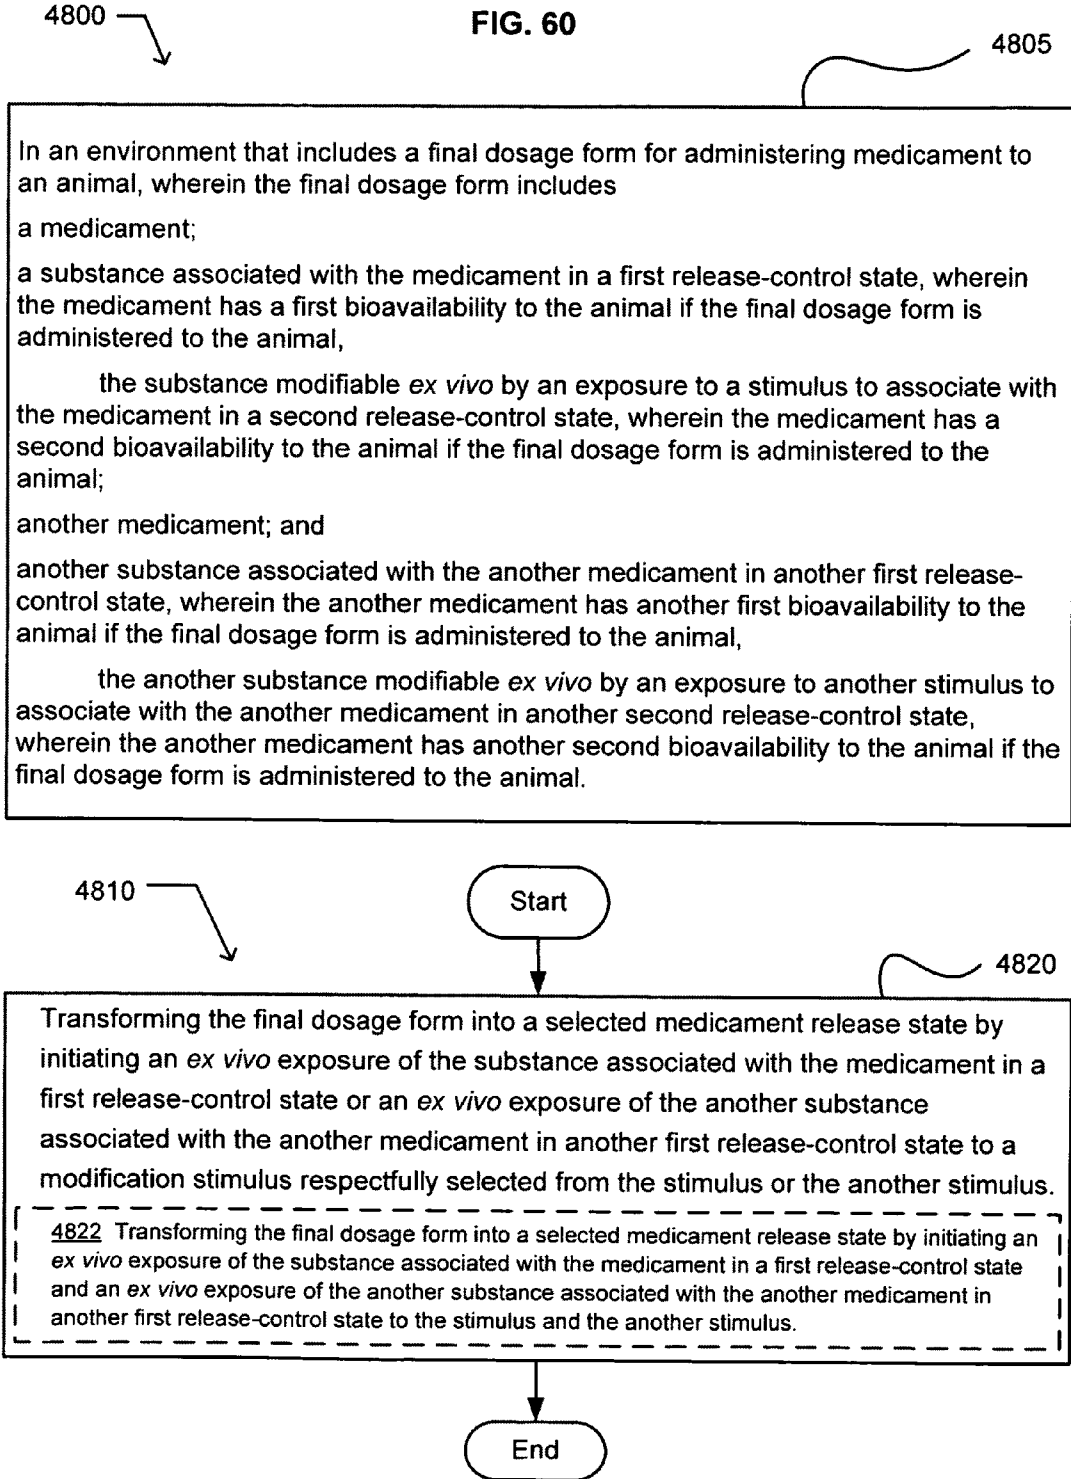 4800
FIG. 60
4805
In an environment that includes a final dosage form for administering medicament to
an animal, wherein the final dosage form includes
a medicament;
a substance associated with the medicament in a first release-control state, wherein
the medicament has a first bioavailability to the animal if the final dosage form is
administered to the animal,
the substance modifiable ex vivo by an exposure to a stimulus to associate with
the medicament in a second release-control state, wherein the medicament has a
second bioavailability to the animal if the final dosage form is administered to the
animal;
another medicament; and
another substance associated with the another medicament in another first release-
control state, wherein the another medicament has another first bioavailability to the
animal if the final dosage form is administered to the animal,
the another substance modifiable ex vivo by an exposure to another stimulus to
associate with the another medicament in another second release-control state,
wherein the another medicament has another second bioavailability to the animal if the
final dosage form is administered to the animal.
4810
Start
4820
Transforming the final dosage form into a selected medicament release state by
initiating an ex vivo exposure of the substance associated with the medicament in a
first release-control state or an ex vivo exposure of the another substance
associated with the another medicament in another first release-control state to a
modification stimulus respectfully selected from the stimulus or the another stimulus.
4822 Transforming the final dosage form into a selected medicament release state by initiating an
ex vivo exposure of the substance associated with the medicament in a first release-control state
and an ex vivo exposure of the another substance associated with the another medicament in
another first release-control state to the stimulus and the another stimulus.
End